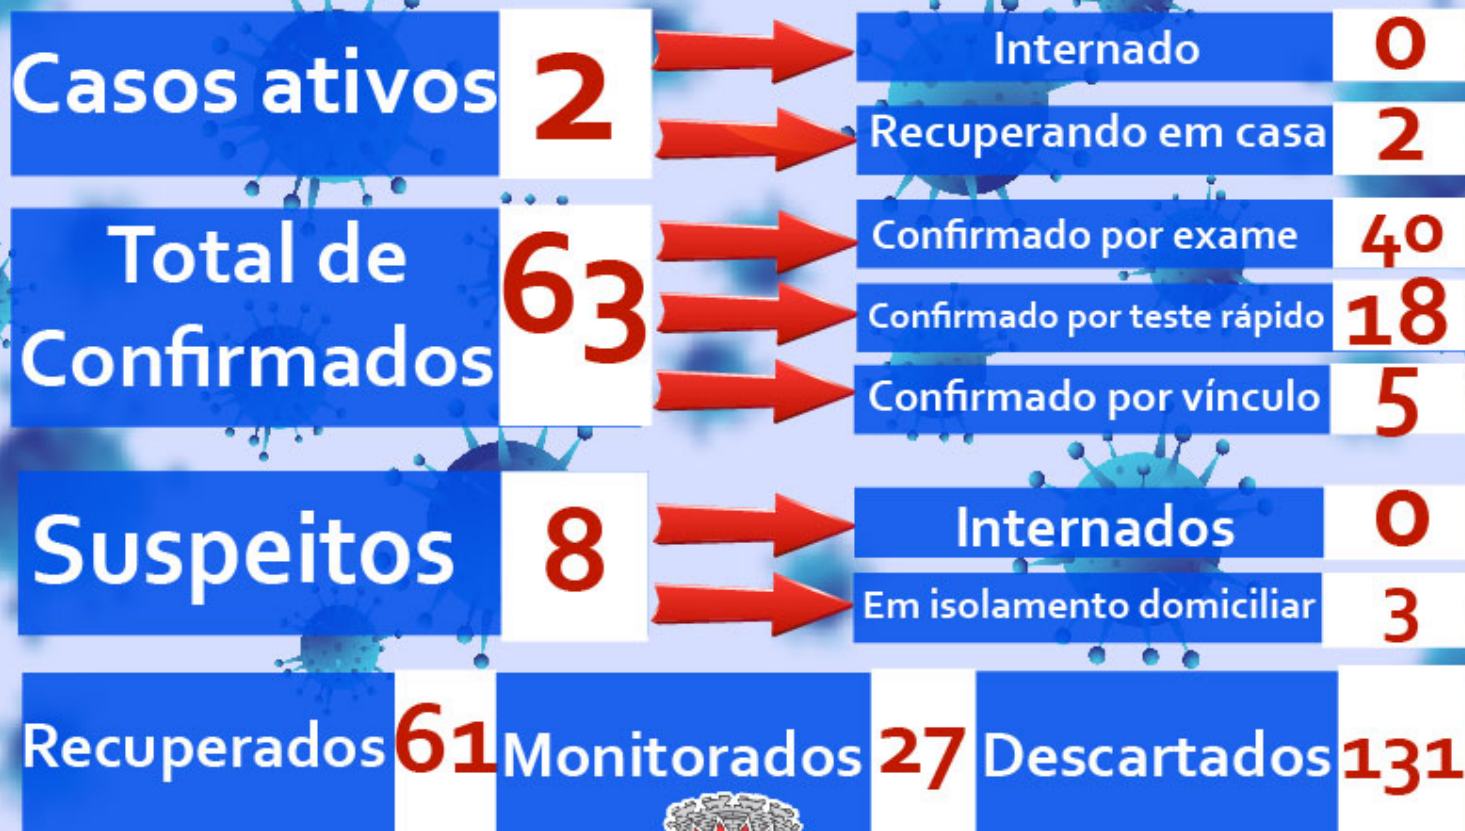 Casos ativos 2
Internado 0
Recuperando em casa 2
Total de
Confirmados 63
Confirmado por exame 40
Confirmado por teste rápido 18
Confirmado por vínculo 5
Suspeitos 8
Internados 0
Em isolamento domiciliar 3
Recuperados 61 Monitorados 27 Descartados 131